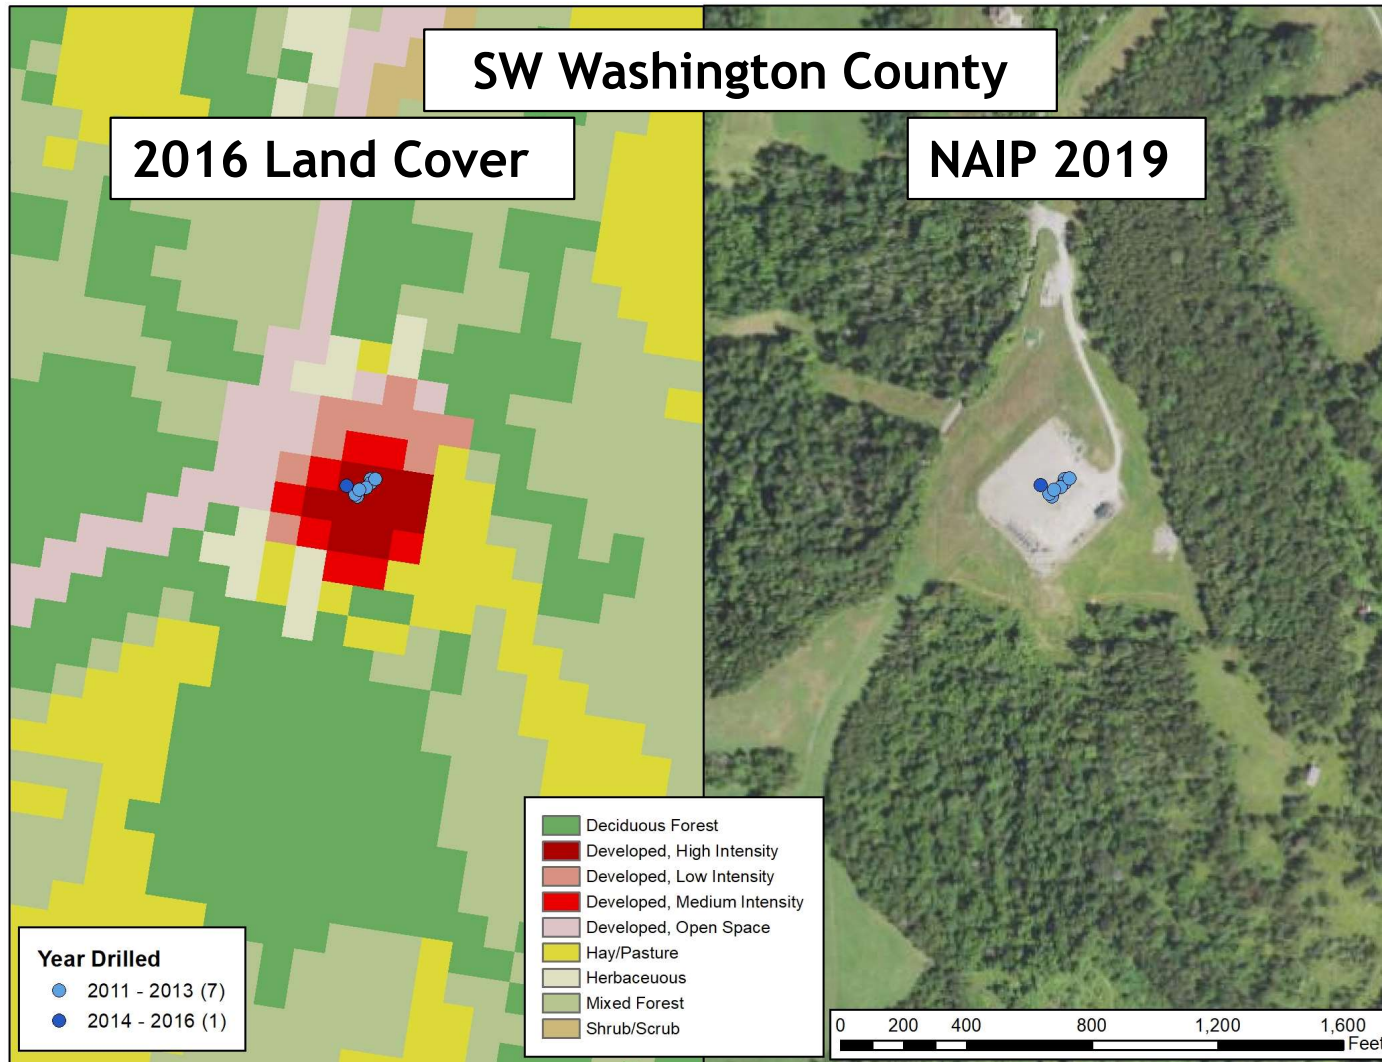 SW Washington County
2016 Land Cover
NAIP 2019
Deciduous Forest
Developed, High Intensity
Developed, Low Intensity
Developed, Medium Intensity
Developed, Open Space
Hay/Pasture
Herbaceuous
Mixed Forest
Shrub/Scrub
Year Drilled
2011 - 2013 (7)
2014 - 2016 (1)
0 200 400 800 1,200 1,600
Feet